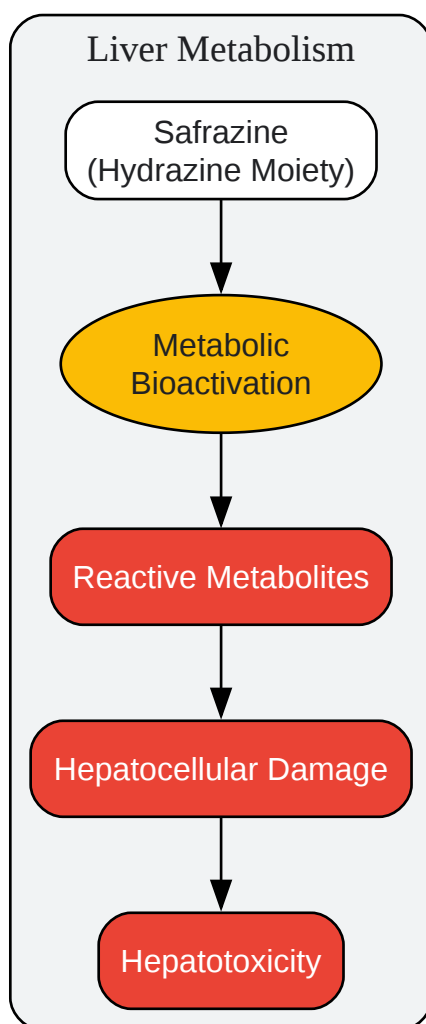 Liver Metabolism
Safrazine
(Hydrazine Moiety)
Metabolic
Bioactivation
Reactive Metabolites
Hepatocellular Damage
Hepatotoxicity